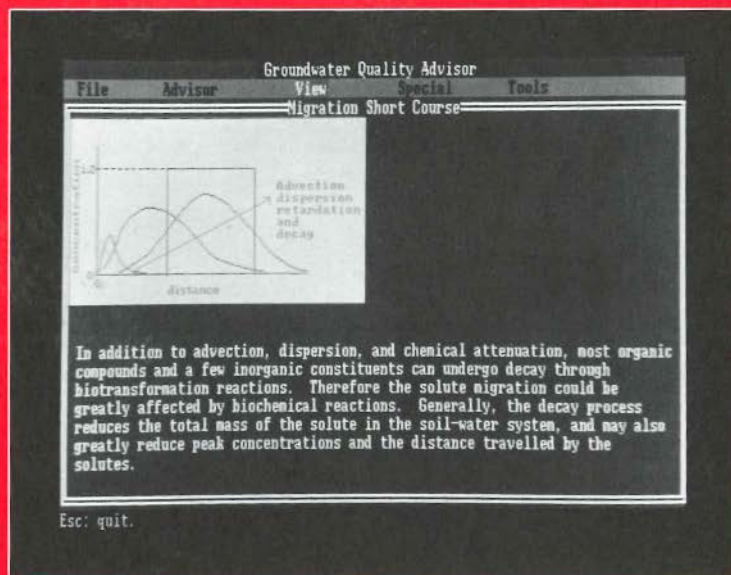 Groundwater Quality Advisor
File Advisor View Special Tools
Migration Short Course
Concentration
Advection
dispersion
retardation
and
decay
0
0
distance
In addition to advection, dispersion, and chemical attenuation, most organic
compounds and a few inorganic constituents can undergo decay through
biotransformation reactions. Therefore the solute migration could be
greatly affected by biochemical reactions. Generally, the decay process
reduces the total mass of the solute in the soil-water system, and may also
greatly reduce peak concentrations and the distance travelled by the
solutes.
Esc: quit.